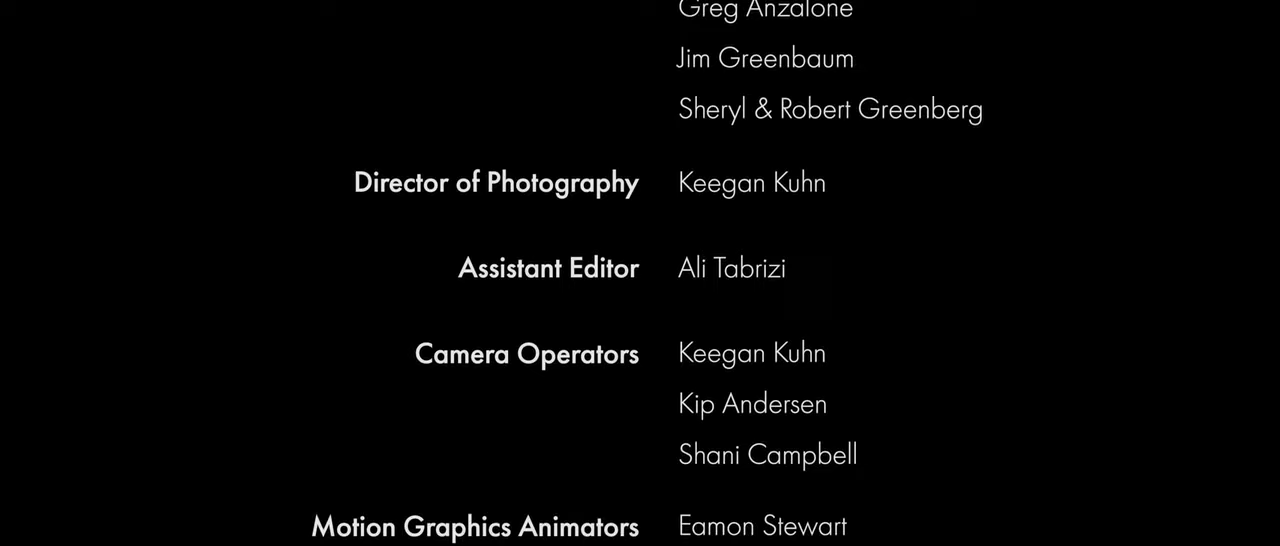 Greg Anzalone
Jim Greenbaum
Sheryl & Robert Greenberg
Director of Photography Keegan Kuhn
Assistant Editor Ali Tabrizi
Camera Operators Keegan Kuhn
Kip Andersen
Shani Campbell
Motion Graphics Animators Eamon Stewart